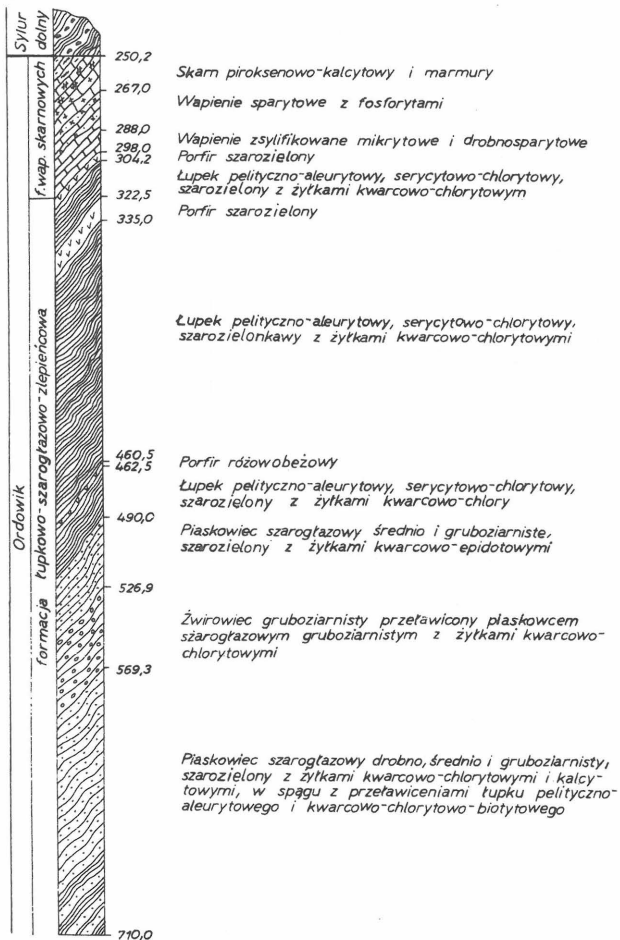 Sylur
dolny
Ordowik
f. wap. skarnowych
formacja łupkowo-szarogłazowo-zlepieńcowa
250,2
Skarn piroksenowo-kalcytowy i marmury
267,0
Wapienie sparytowe z fosforytami
288,0
Wapienie zsylifikowane mikrytowe i drobnosparytowe
298,0
Porfir szarozielony
304,2
Łupek pelityczno-aleurytowy, serycytowo-chlorytowy,
szarozielony z żyłkami kwarcowo-chlorytowym
322,5
Porfir szarozielony
335,0
Łupek pelityczno-aleurytowy, serycytowo-chlorytowy,
szarozielonkawy z żyłkami kwarcowo-chlorytowymi
460,5
Porfir różowobeżowy
462,5
Łupek pelityczno-aleurytowy, serycytowo-chlorytowy,
szarozielony z żyłkami kwarcowo-chlory
490,0
Piaskowiec szarogłazowy średnio i gruboziarniste,
szarozielony z żyłkami kwarcowo-epidotowymi
526,9
Żwirowiec gruboziarnisty przeławicony piaskowcem
szarogłazowym gruboziarnistym z żyłkami kwarcowo-
chlorytowymi
569,3
Piaskowiec szarogłazowy drobno, średnio i gruboziarnisty,
szarozielony z żyłkami kwarcowo-chlorytowymi i kalcy-
towymi, w spągu z przeławiceniami łupku pelityczno-
aleurytowego i kwarcowo-chlorytowo-biotytowego
710,0